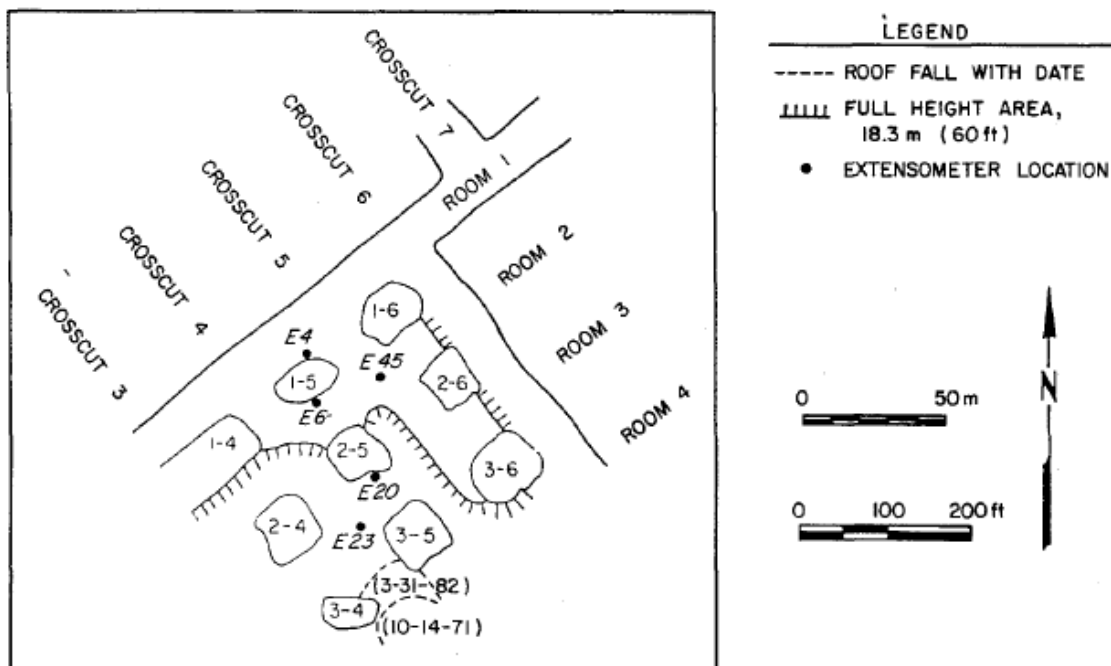 CROSSCUT 7
CROSSCUT 6
CROSSCUT 5
CROSSCUT 4
CROSSCUT 3
ROOM 1
ROOM 2
ROOM 3
ROOM 4
1-6
E4
E45
1-5
2-6
E6
1-4
2-5
3-6
E20
2-4
E23
3-5
(3-31-82)
3-4
(10-14-71)
LEGEND
ROOF FALL WITH DATE
FULL HEIGHT AREA,
18.3 m (60 ft)
EXTENSOMETER LOCATION
N
0 50 m
0 100 200 ft